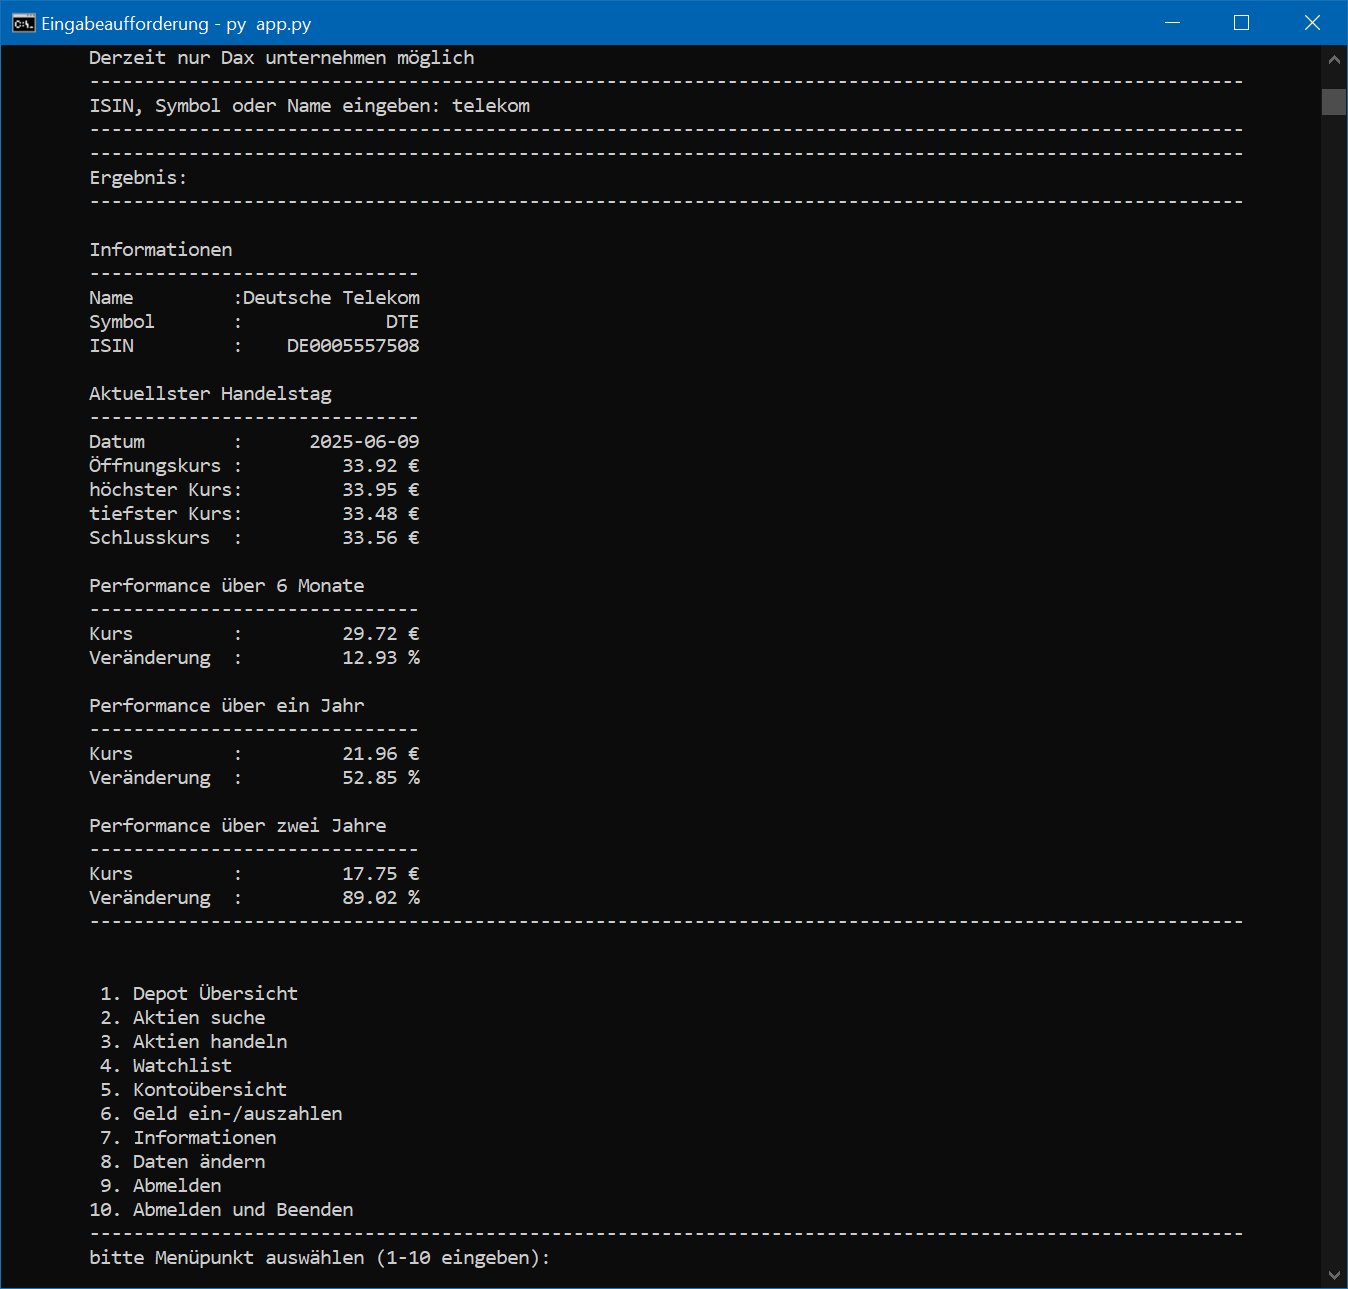 Eingabeaufforderung - py  app.py
Derzeit nur Dax unternehmen möglich
---------------------------------------------------------------------------------------------------------
ISIN, Symbol oder Name eingeben: telekom
---------------------------------------------------------------------------------------------------------
---------------------------------------------------------------------------------------------------------
Ergebnis:
---------------------------------------------------------------------------------------------------------
Informationen
------------------------------
Name         :Deutsche Telekom
Symbol       :             DTE
ISIN         :    DE0005557508
Aktuellster Handelstag
------------------------------
Datum        :      2025-06-09
Öffnungskurs :         33.92 €
höchster Kurs:         33.95 €
tiefster Kurs:         33.48 €
Schlusskurs  :         33.56 €
Performance über 6 Monate
------------------------------
Kurs         :         29.72 €
Veränderung  :         12.93 %
Performance über ein Jahr
------------------------------
Kurs         :         21.96 €
Veränderung  :         52.85 %
Performance über zwei Jahre
------------------------------
Kurs         :         17.75 €
Veränderung  :         89.02 %
---------------------------------------------------------------------------------------------------------
 1. Depot Übersicht
 2. Aktien suche
 3. Aktien handeln
 4. Watchlist
 5. Kontoübersicht
 6. Geld ein-/auszahlen
 7. Informationen
 8. Daten ändern
 9. Abmelden
10. Abmelden und Beenden
---------------------------------------------------------------------------------------------------------
bitte Menüpunkt auswählen (1-10 eingeben):